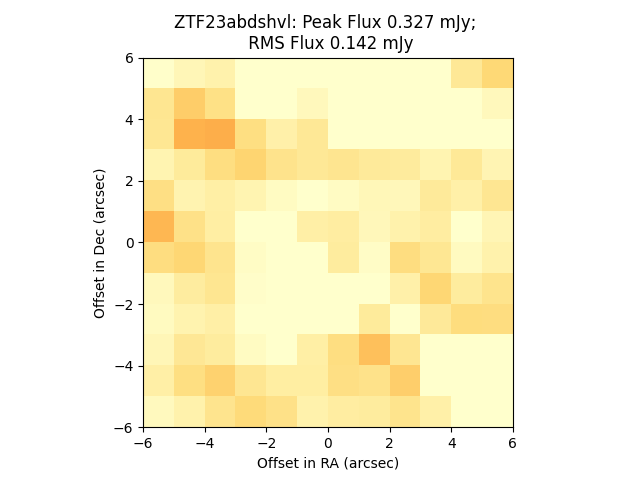 ZTF23abdshvl: Peak Flux 0.327 mJy;
RMS Flux 0.142 mJy
6
4
2
0
−2
−4
−6
Offset in Dec (arcsec)
−6 −4 −2 0 2 4 6
Offset in RA (arcsec)